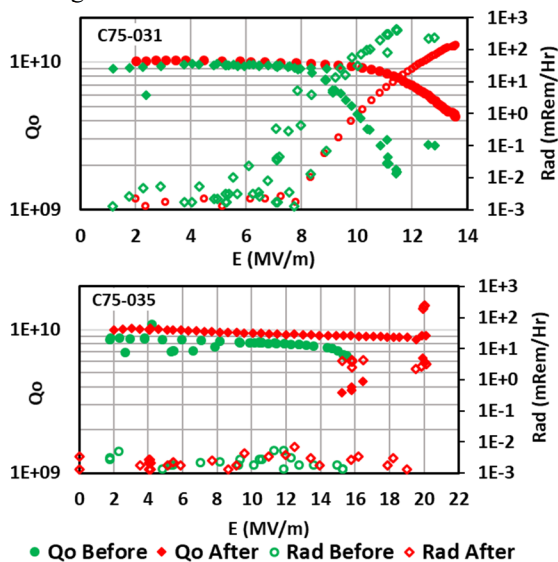 C75-031
1E+10
1E+09
Qo
1E+3
1E+2
1E+1
1E+0
1E-1
1E-2
1E-3
Rad (mRem/Hr)
0 2 4 6 8 10 12 14
E (MV/m)
C75-035
1E+10
1E+09
Qo
1E+3
1E+2
1E+1
1E+0
1E-1
1E-2
1E-3
Rad (mRem/Hr)
0 2 4 6 8 10 12 14 16 18 20 22
E (MV/m)
Qo Before Qo After Rad Before Rad After